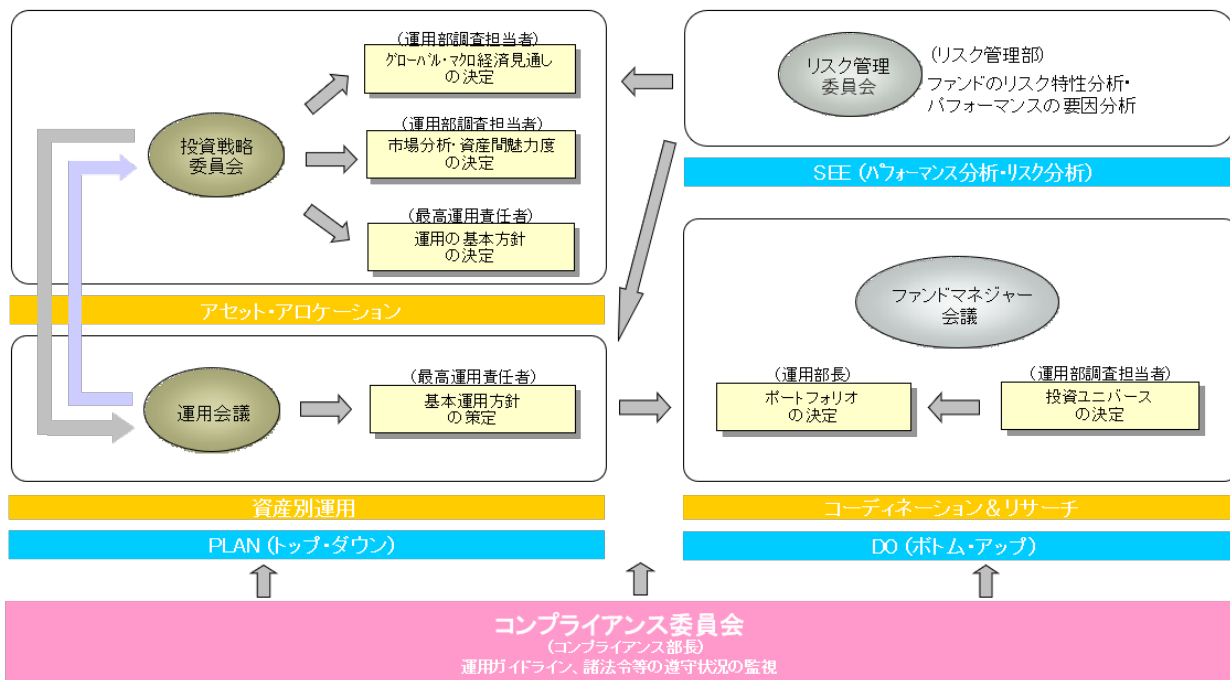 (運用部調査担当者)
グローバル・マクロ経済見通し
の決定
投資戦略
委員会
(運用部調査担当者)
市場分析・資産間魅力度
の決定
(最高運用責任者)
運用の基本方針
の決定
アセット・アロケーション
運用会議
(最高運用責任者)
基本運用方針
の策定
資産別運用
PLAN (トップ・ダウン)
リスク管理
委員会
(リスク管理部)
ファンドのリスク特性分析・
パフォーマンスの要因分析
SEE (パフォーマンス分析・リスク分析)
ファンドマネジャー
会議
(運用部長)
ポートフォリオ
の決定
(運用部調査担当者)
投資ユニバース
の決定
コーディネーション&リサーチ
DO (ボトム・アップ)
コンプライアンス委員会
(コンプライアンス部長)
運用ガイドライン、諸法令等の遵守状況の監視